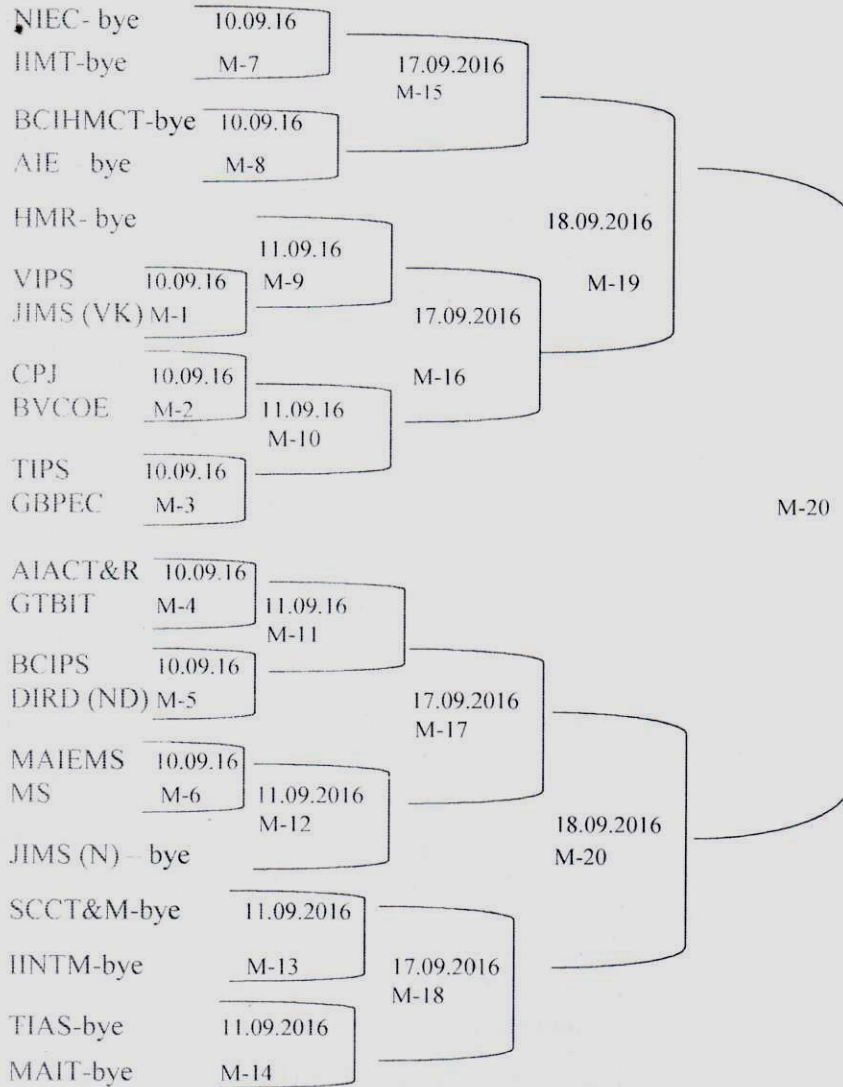 NIEC- bye 10.09.16
IIMT-bye M-7 17.09.2016
M-15
BCIHMCT-bye 10.09.16
AIE bye M-8
HMR- bye 18.09.2016
11.09.16
VIPS 10.09.16 M-9 M-19
JIMS (VK) M-1 17.09.2016
CPJ 10.09.16 M-16
BVCOE M-2 11.09.16
M-10
TIPS 10.09.16
GBPEC M-3 M-20
AIACT&R 10.09.16
GTBIT M-4 11.09.16
M-11
BCIPS 10.09.16
DIRD (ND) M-5 17.09.2016
M-17
MAIEMS 10.09.16
MS M-6 11.09.2016
M-12 18.09.2016
JIMS (N) – bye M-20
SCCT&M-bye 11.09.2016
IINTM-bye M-13 17.09.2016
M-18
TIAS-bye 11.09.2016
MAIT-bye M-14